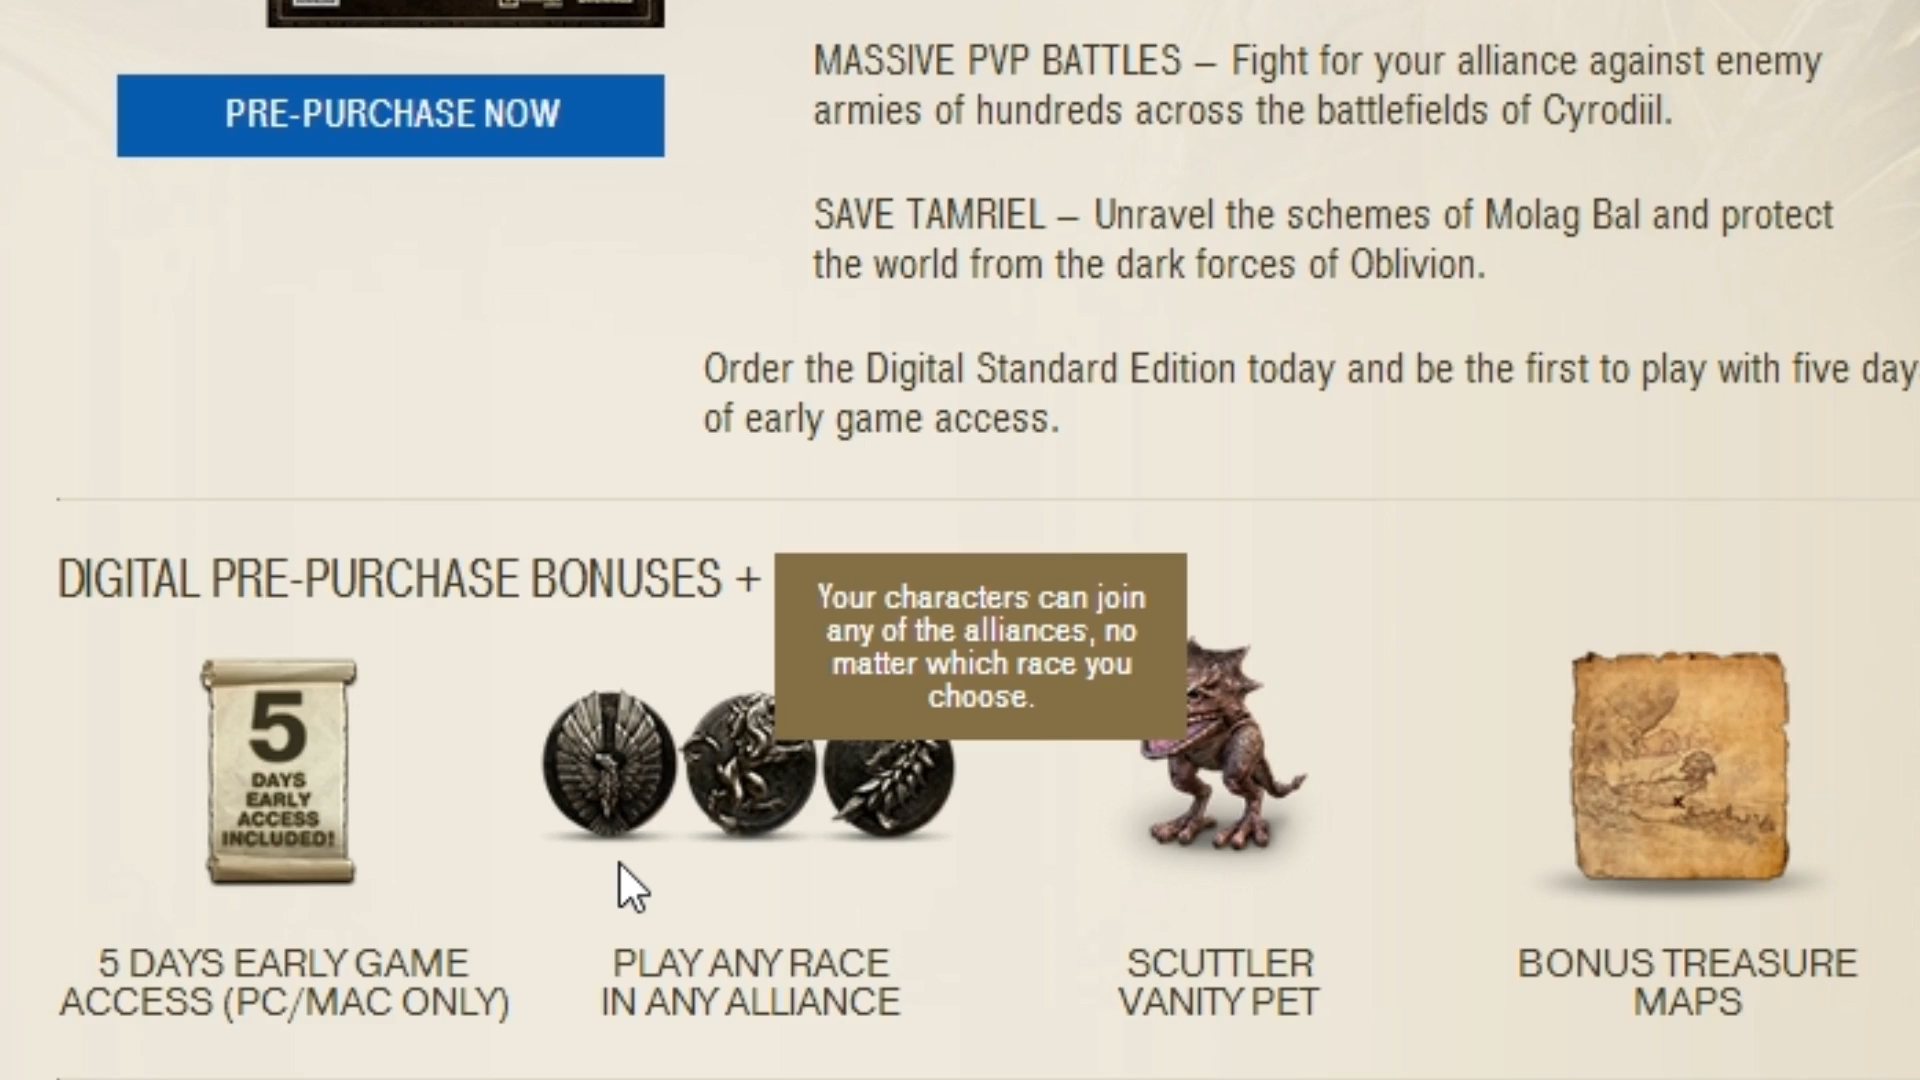 PRE-PURCHASE NOW
MASSIVE PVP BATTLES – Fight for your alliance against enemy
armies of hundreds across the battlefields of Cyrodiil.
SAVE TAMRIEL – Unravel the schemes of Molag Bal and protect
the world from the dark forces of Oblivion.
Order the Digital Standard Edition today and be the first to play with five day
of early game access.
DIGITAL PRE-PURCHASE BONUSES +
Your characters can join
any of the alliances, no
matter which race you
choose.
5
DAYS
EARLY
ACCESS
INCLUDED!
5 DAYS EARLY GAME
ACCESS (PC/MAC ONLY)
PLAY ANY RACE
IN ANY ALLIANCE
SCUTTLER
VANITY PET
BONUS TREASURE
MAPS